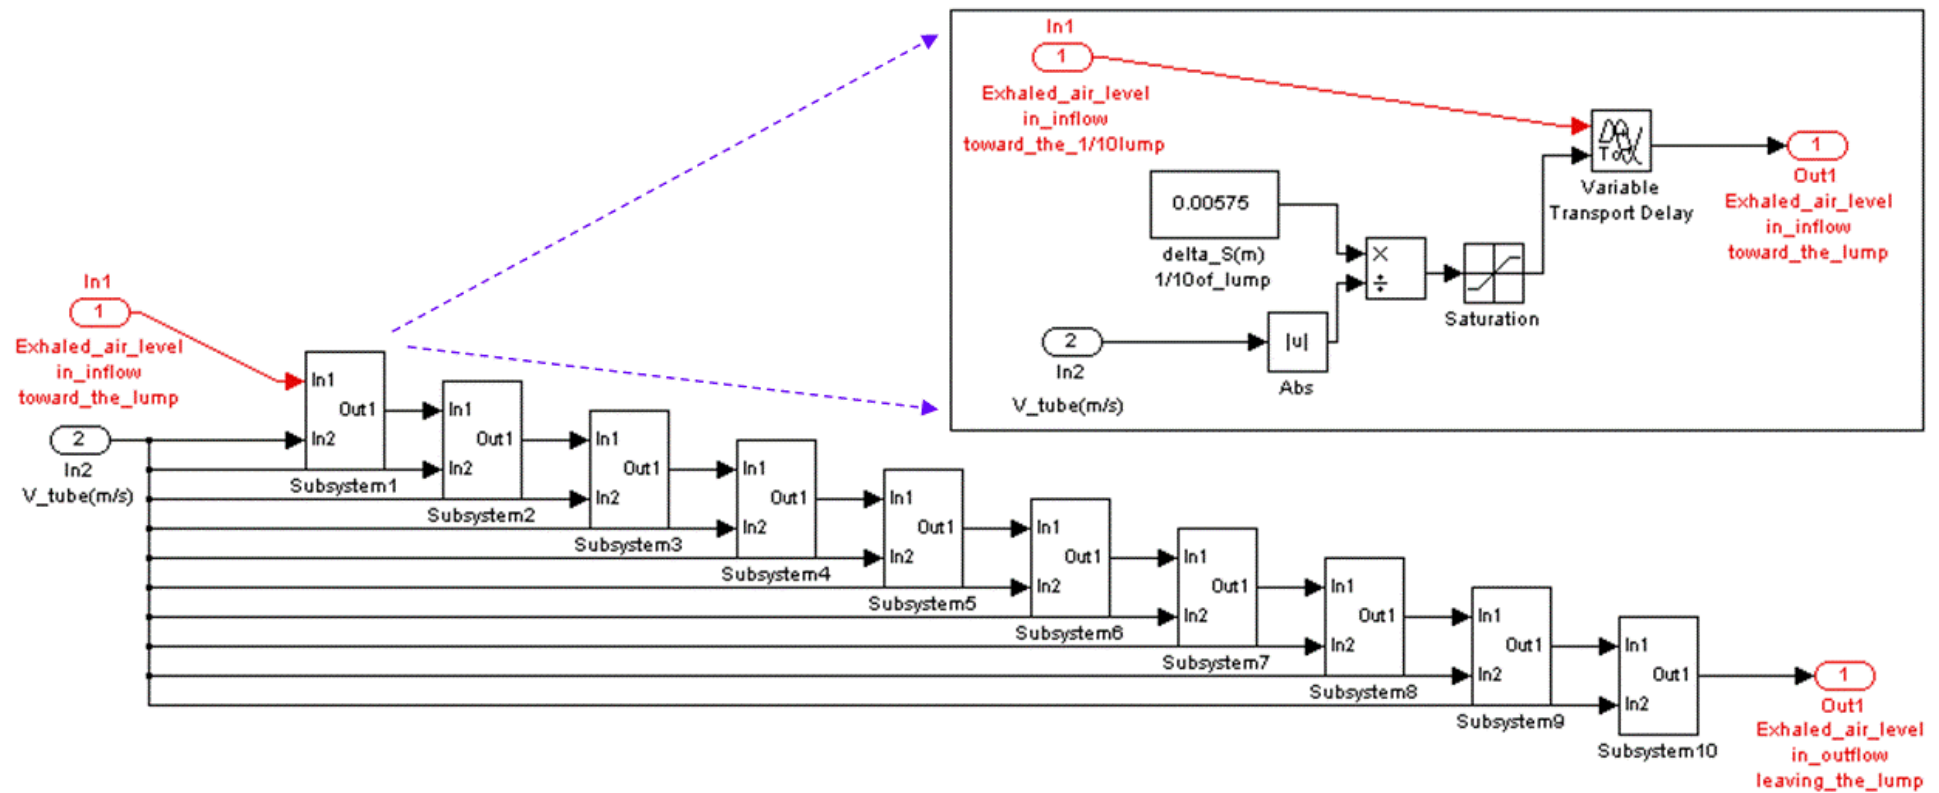 In1
1
Exhaled_air_level
in_inflow
toward_the_1/10lump
0.00575
delta_S(m)
1/10of_lump
×
÷
Saturation
2
In2
V_tube(m/s)
|u|
Abs
Variable
Transport Delay
1
Out1
Exhaled_air_level
in_inflow
toward_the_lump
In1
1
Exhaled_air_level
in_inflow
toward_the_lump
2
In2
V_tube(m/s)
In1
Out1
In2
Subsystem1
In1
Out1
In2
Subsystem2
In1
Out1
In2
Subsystem3
In1
Out1
In2
Subsystem4
In1
Out1
In2
Subsystem5
In1
Out1
In2
Subsystem6
In1
Out1
In2
Subsystem7
In1
Out1
In2
Subsystem8
In1
Out1
In2
Subsystem9
In1
Out1
In2
Subsystem10
1
Out1
Exhaled_air_level
in_outflow
leaving_the_lump